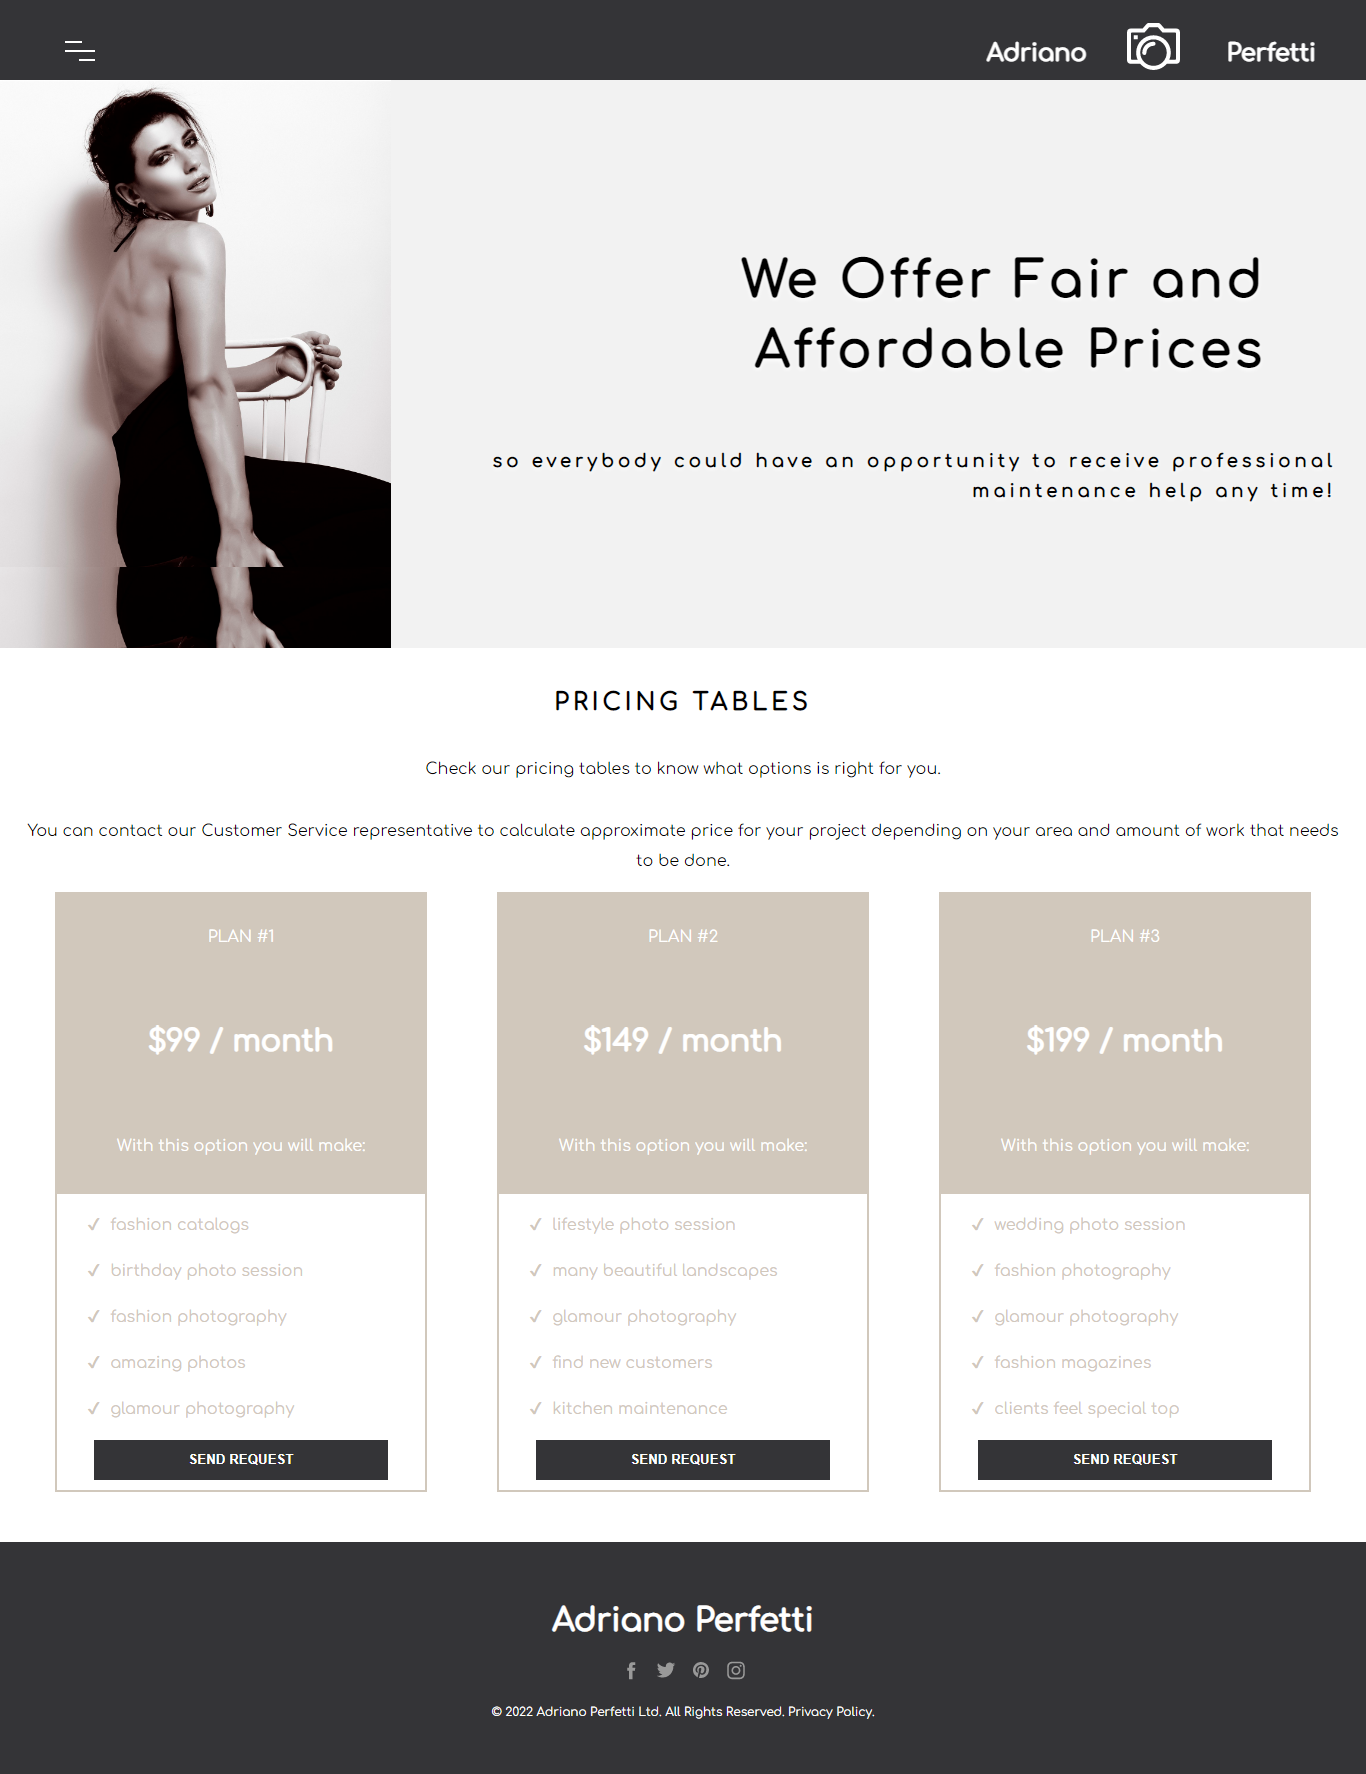 Adriano Perfetti
We Offer Fair and
Affordable Prices
so everybody could have an opportunity to receive professional
maintenance help any time!
PRICING TABLES
Check our pricing tables to know what options is right for you.
You can contact our Customer Service representative to calculate approximate price for your project depending on your area and amount of work that needs
to be done.
PLAN #1
$99 / month
With this option you will make:
fashion catalogs
birthday photo session
fashion photography
amazing photos
glamour photography
SEND REQUEST
PLAN #2
$149 / month
With this option you will make:
lifestyle photo session
many beautiful landscapes
glamour photography
find new customers
kitchen maintenance
SEND REQUEST
PLAN #3
$199 / month
With this option you will make:
wedding photo session
fashion photography
glamour photography
fashion magazines
clients feel special top
SEND REQUEST
Adriano Perfetti
© 2022 Adriano Perfetti Ltd. All Rights Reserved. Privacy Policy.